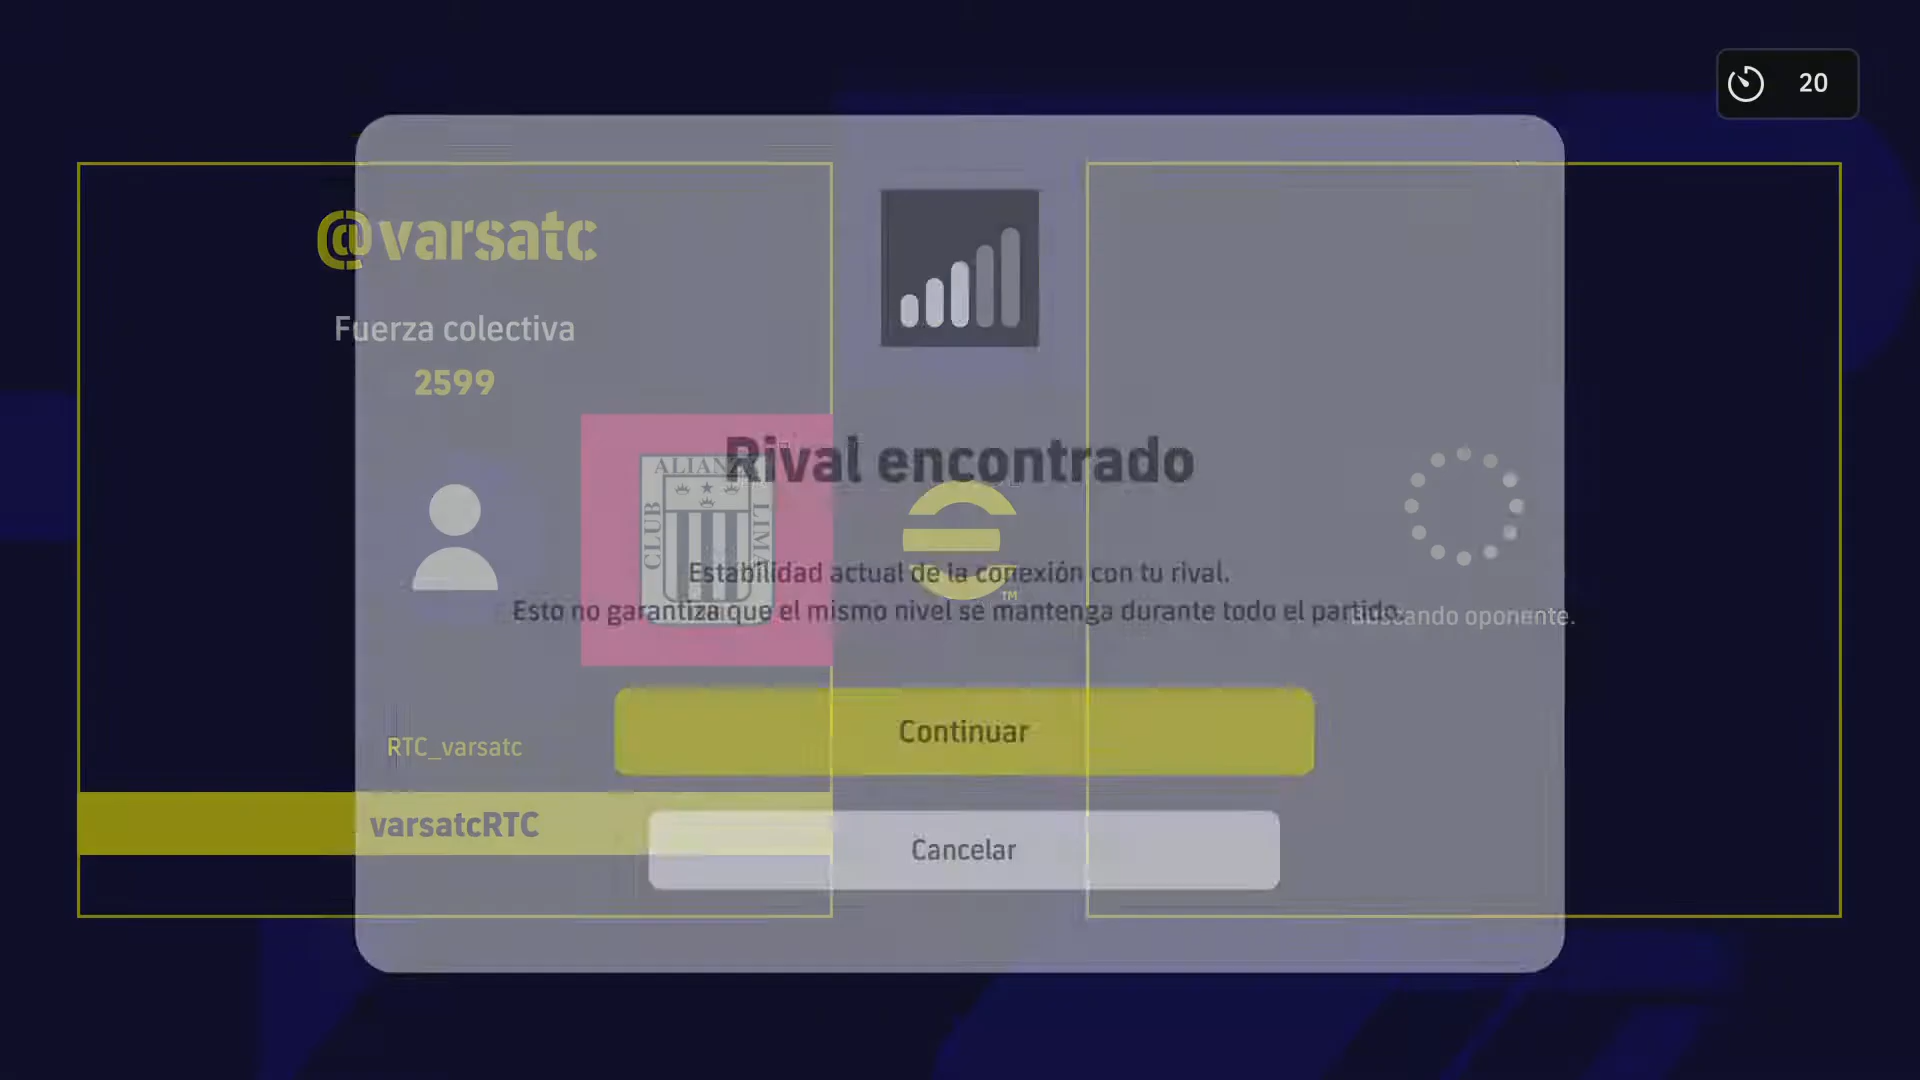 20
@varsatc
Fuerza colectiva
2599
ALIANZA
CLUB
LIMA
Rival encontrado
Estabilidad actual de la conexión con tu rival.
TM
Esto no garantiza que el mismo nivel se mantenga durante todo el partido.
Buscando oponente.
Continuar
RTC_varsatc
varsatcRTC
Cancelar